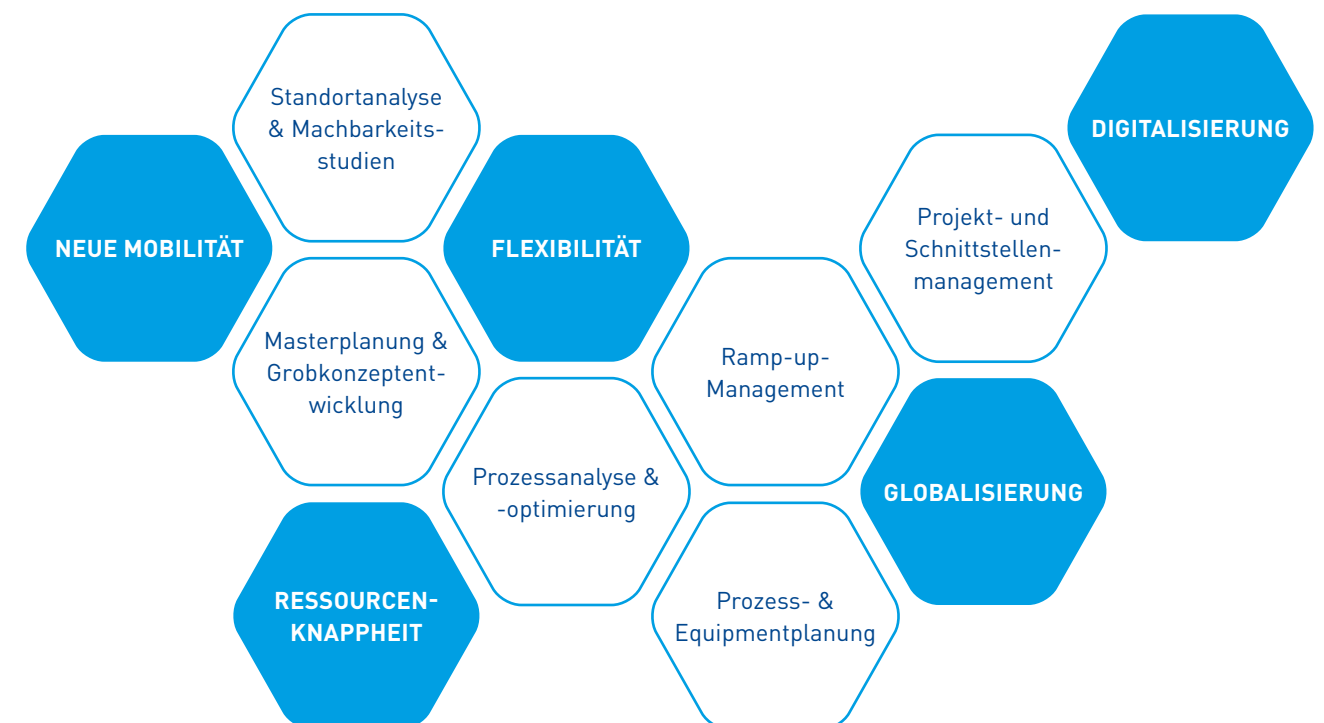 Standortanalyse
& Machbarkeits-
studien
DIGITALISIERUNG
NEUE MOBILITÄT
FLEXIBILITÄT
Projekt- und
Schnittstellen-
management
Masterplanung &
Grobkonzeptent-
wicklung
Ramp-up-
Management
Prozessanalyse &
-optimierung
GLOBALISIERUNG
RESSOURCEN-
KNAPPHEIT
Prozess- &
Equipmentplanung